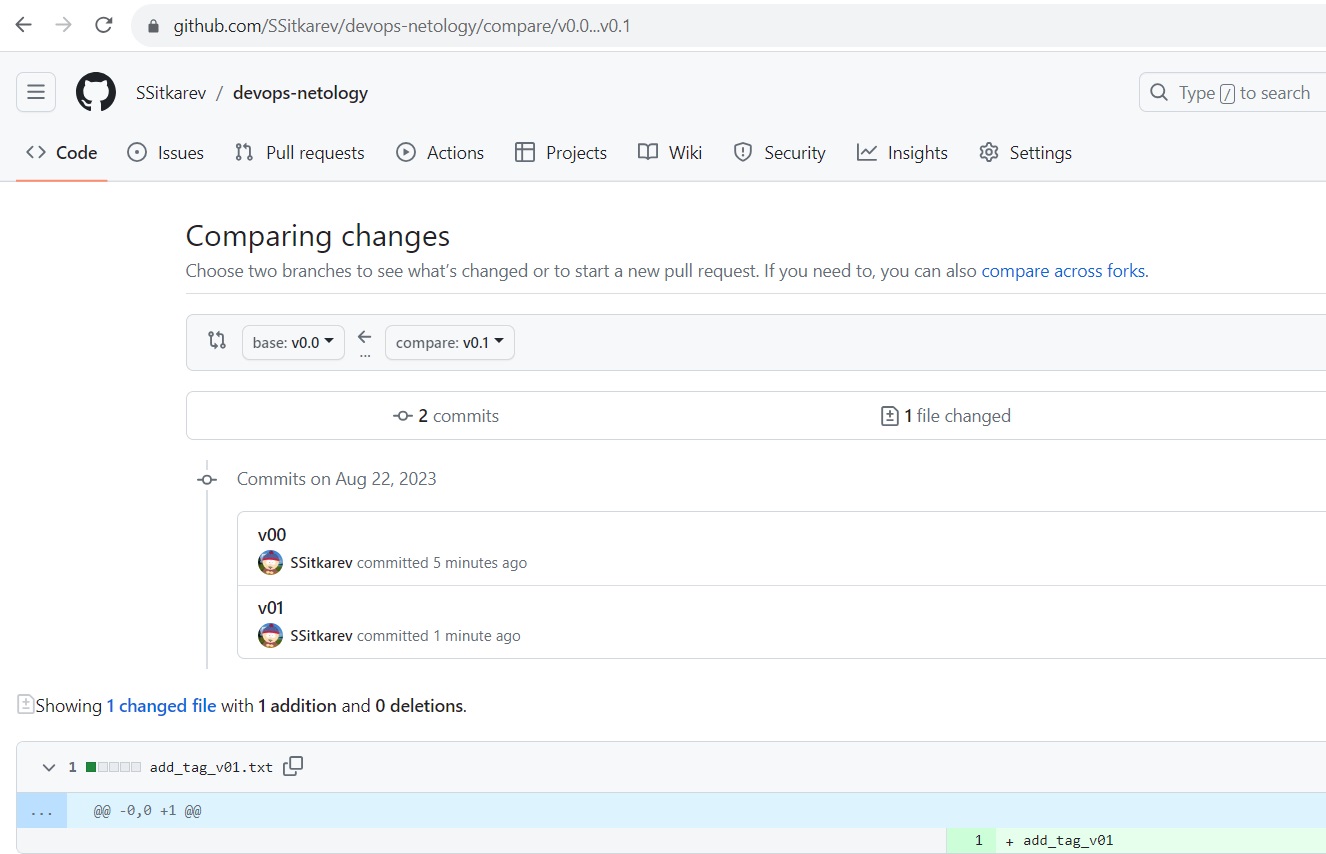 github.com/SSitkarev/devops-netology/compare/v0.0...v0.1
SSitkarev / devops-netology
Type / to search
Code Issues Pull requests Actions Projects Wiki Security Insights Settings
Comparing changes
Choose two branches to see what's changed or to start a new pull request. If you need to, you can also compare across forks.
base: v0.0 ... compare: v0.1
2 commits 1 file changed
Commits on Aug 22, 2023
v00
SSitkarev committed 5 minutes ago
v01
SSitkarev committed 1 minute ago
Showing 1 changed file with 1 addition and 0 deletions.
1 add_tag_v01.txt
... @@ -0,0 +1 @@
1 + add_tag_v01